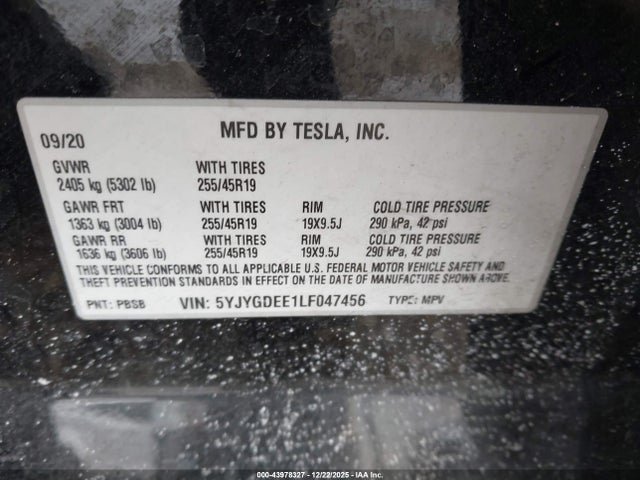 09/20 MFD BY TESLA, INC.
GVWR WITH TIRES
2405 kg (5302 lb) 255/45R19
GAWR FRT WITH TIRES RIM COLD TIRE PRESSURE
1363 kg (3004 lb) 255/45R19 19X9.5J 290 kPa, 42 psi
GAWR RR WITH TIRES RIM COLD TIRE PRESSURE
1636 kg (3606 lb) 255/45R19 19X9.5J 290 kPa, 42 psi
THIS VEHICLE CONFORMS TO ALL APPLICABLE U.S. FEDERAL MOTOR VEHICLE SAFETY AND
THEFT PREVENTION STANDARDS IN EFFECT ON THE DATE OF MANUFACTURE SHOWN ABOVE.
PNT: PBSB VIN: 5YJYGDEE1LF047456 TYPE: MPV
000-43978327 - 12/22/2025 - IAA Inc.